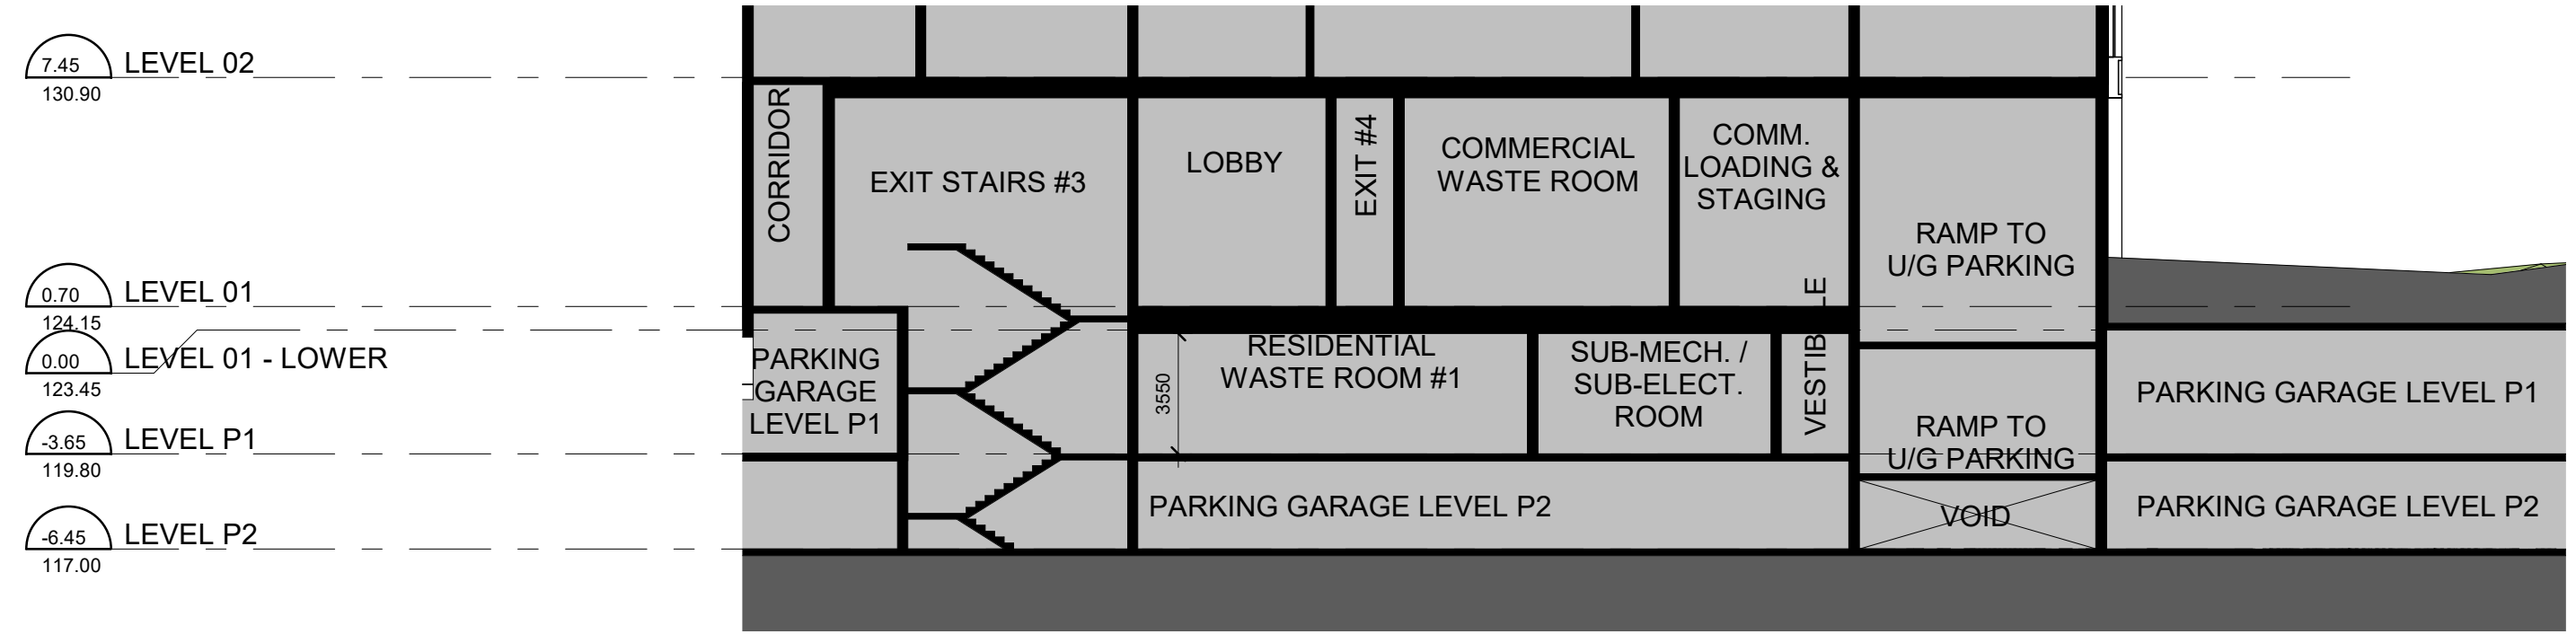 7.45
LEVEL 02
130.90
0.70
LEVEL 01
124.15
0.00
LEVEL 01 - LOWER
123.45
-3.65
LEVEL P1
119.80
-6.45
LEVEL P2
117.00
CORRIDOR
EXIT STAIRS #3
LOBBY
EXIT #4
COMMERCIAL
WASTE ROOM
COMM.
LOADING &
STAGING
RAMP TO
U/G PARKING
PARKING
GARAGE
LEVEL P1
3550
RESIDENTIAL
WASTE ROOM #1
SUB-MECH. /
SUB-ELECT.
ROOM
VESTIBULE
RAMP TO
U/G PARKING
PARKING GARAGE LEVEL P1
PARKING GARAGE LEVEL P2
VOID
PARKING GARAGE LEVEL P2